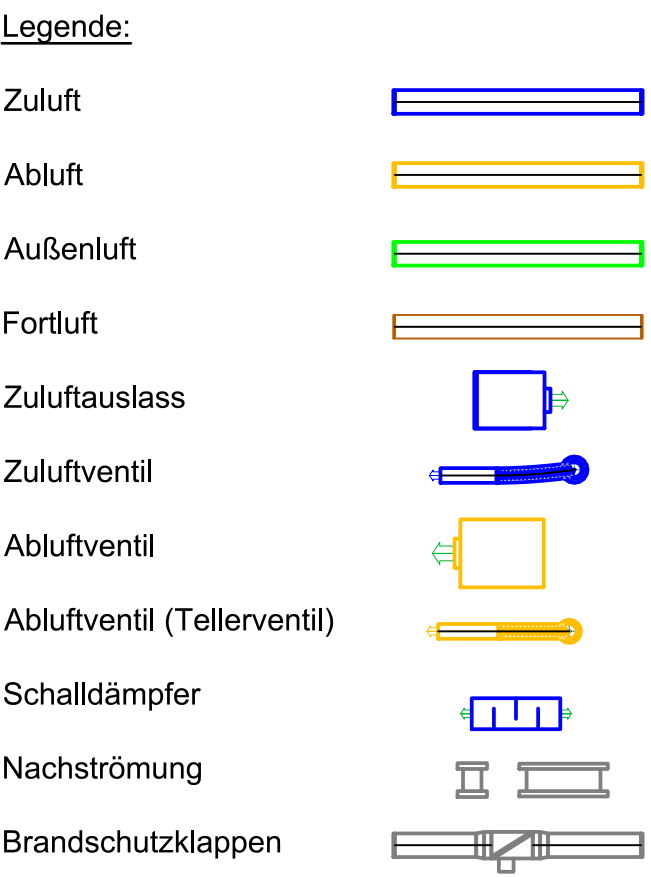 Legende:
Zuluft
Abluft
Außenluft
Fortluft
Zuluftauslass
Zuluftventil
Abluftventil
Abluftventil (Tellerventil)
Schalldämpfer
Nachströmung
Brandschutzklappen